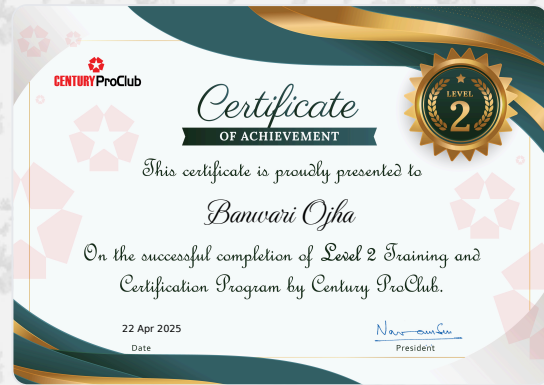 CENTURY ProClub
LEVEL
2
Certificate
OF ACHIEVEMENT
This certificate is proudly presented to
Banwari Ojha
On the successful completion of Level 2 Training and
Certification Program by Century ProClub.
22 Apr 2025
Date
President